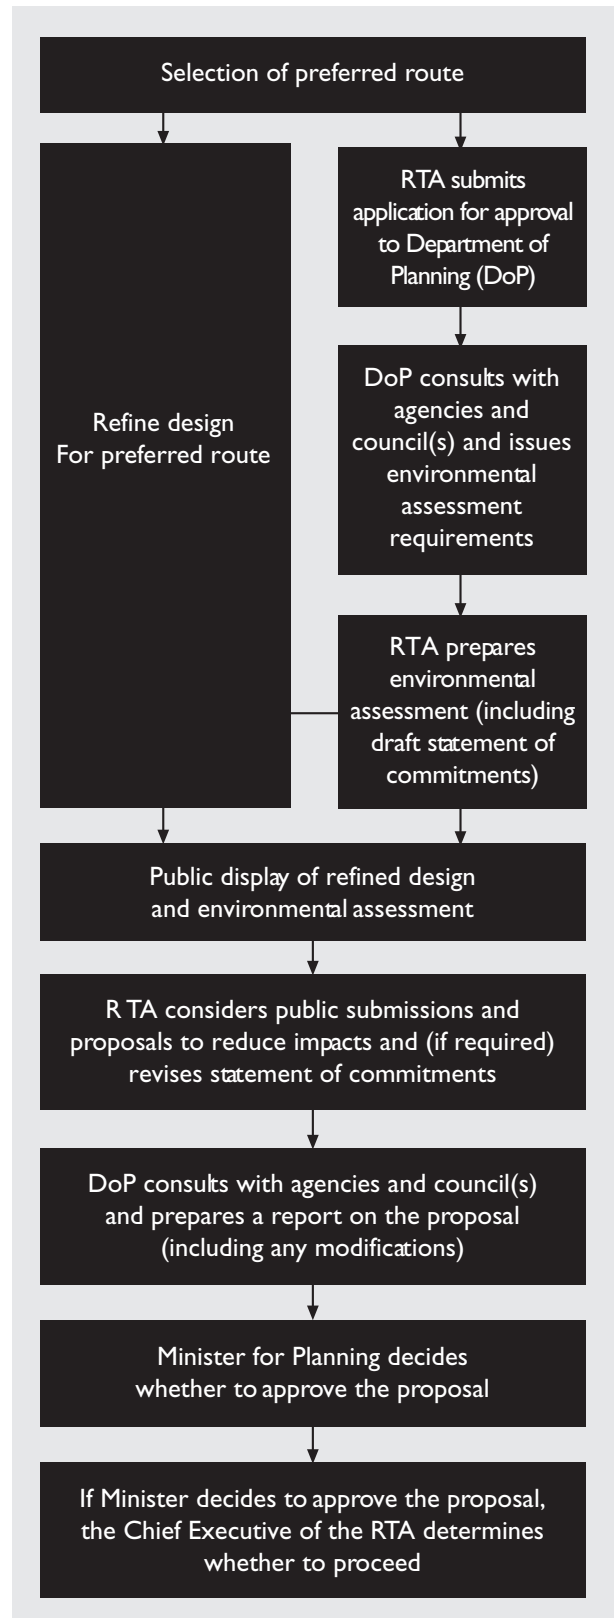 Selection of preferred route
Refine design
For preferred route
RTA submits
application for approval
to Department of
Planning (DoP)
DoP consults with
agencies and
council(s) and issues
environmental
assessment
requirements
RTA prepares
environmental
assessment (including
draft statement of
commitments)
Public display of refined design
and environmental assessment
R TA considers public submissions and
proposals to reduce impacts and (if required)
revises statement of commitments
DoP consults with agencies and council(s)
and prepares a report on the proposal
(including any modifications)
Minister for Planning decides
whether to approve the proposal
If Minister decides to approve the proposal,
the Chief Executive of the RTA determines
whether to proceed